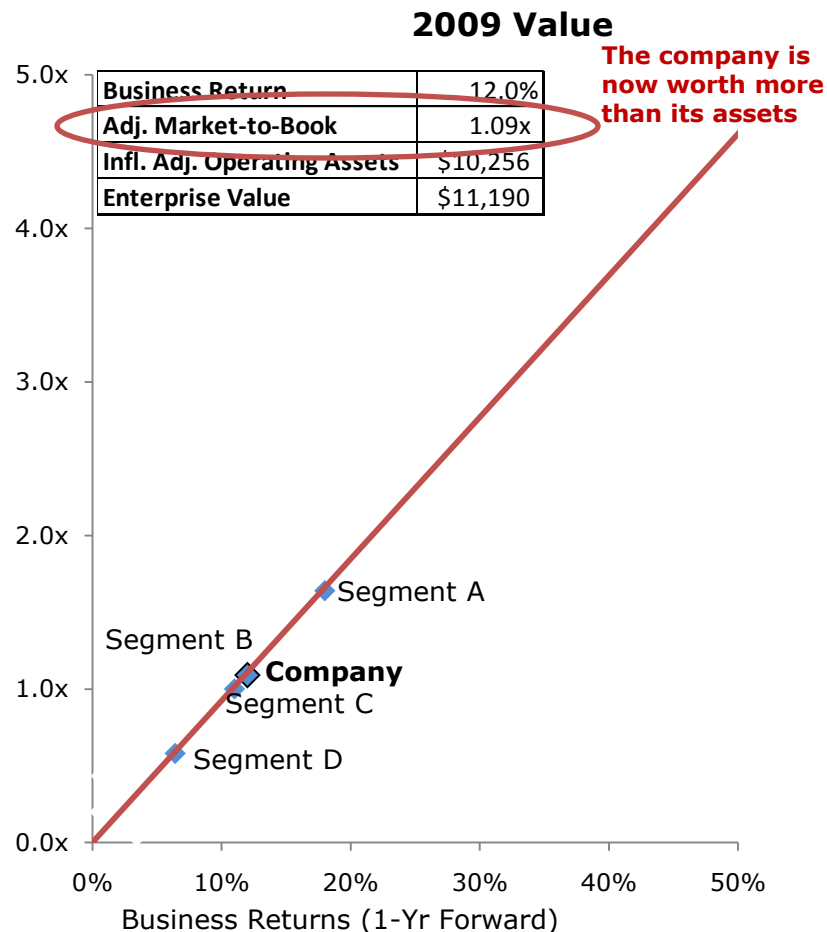 2009 Value
The company is
now worth more
than its assets
Business Return 12.0%
Adj. Market-to-Book 1.09x
Infl. Adj. Operating Assets $10,256
Enterprise Value $11,190
5.0x
4.0x
3.0x
2.0x
1.0x
0.0x
Segment A
Segment B
Company
Segment C
Segment D
0% 10% 20% 30% 40% 50%
Business Returns (1-Yr Forward)